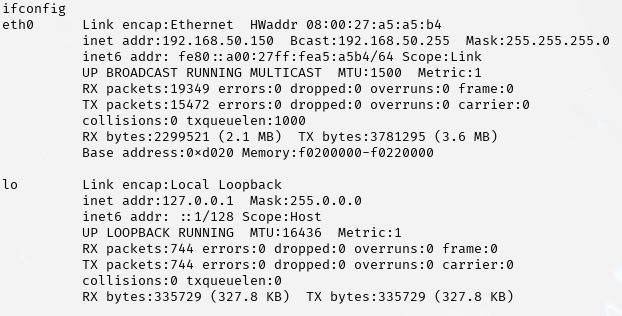 ifconfig
eth0      Link encap:Ethernet  HWaddr 08:00:27:a5:a5:b4
          inet addr:192.168.50.150  Bcast:192.168.50.255  Mask:255.255.255.0
          inet6 addr: fe80::a00:27ff:fea5:a5b4/64 Scope:Link
          UP BROADCAST RUNNING MULTICAST  MTU:1500  Metric:1
          RX packets:19349 errors:0 dropped:0 overruns:0 frame:0
          TX packets:15472 errors:0 dropped:0 overruns:0 carrier:0
          collisions:0 txqueuelen:1000
          RX bytes:2299521 (2.1 MB)  TX bytes:3781295 (3.6 MB)
          Base address:0xd020 Memory:f0200000-f0220000

lo        Link encap:Local Loopback
          inet addr:127.0.0.1  Mask:255.0.0.0
          inet6 addr: ::1/128 Scope:Host
          UP LOOPBACK RUNNING  MTU:16436  Metric:1
          RX packets:744 errors:0 dropped:0 overruns:0 frame:0
          TX packets:744 errors:0 dropped:0 overruns:0 carrier:0
          collisions:0 txqueuelen:0
          RX bytes:335729 (327.8 KB)  TX bytes:335729 (327.8 KB)